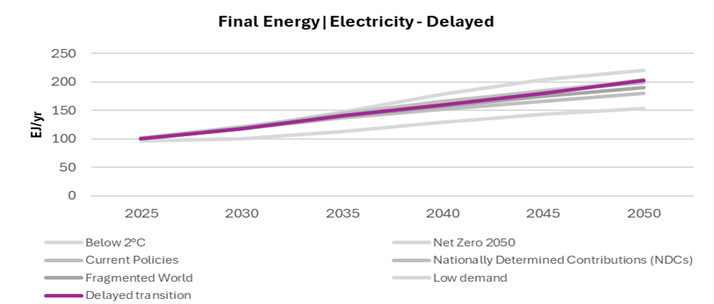 Final Energy|Electricity - Delayed
250
200
150
100
50
0
EJ/yr
2025 2030 2035 2040 2045 2050
Below 2°C Net Zero 2050
Current Policies Nationally Determined Contributions (NDCs)
Fragmented World Low demand
Delayed transition